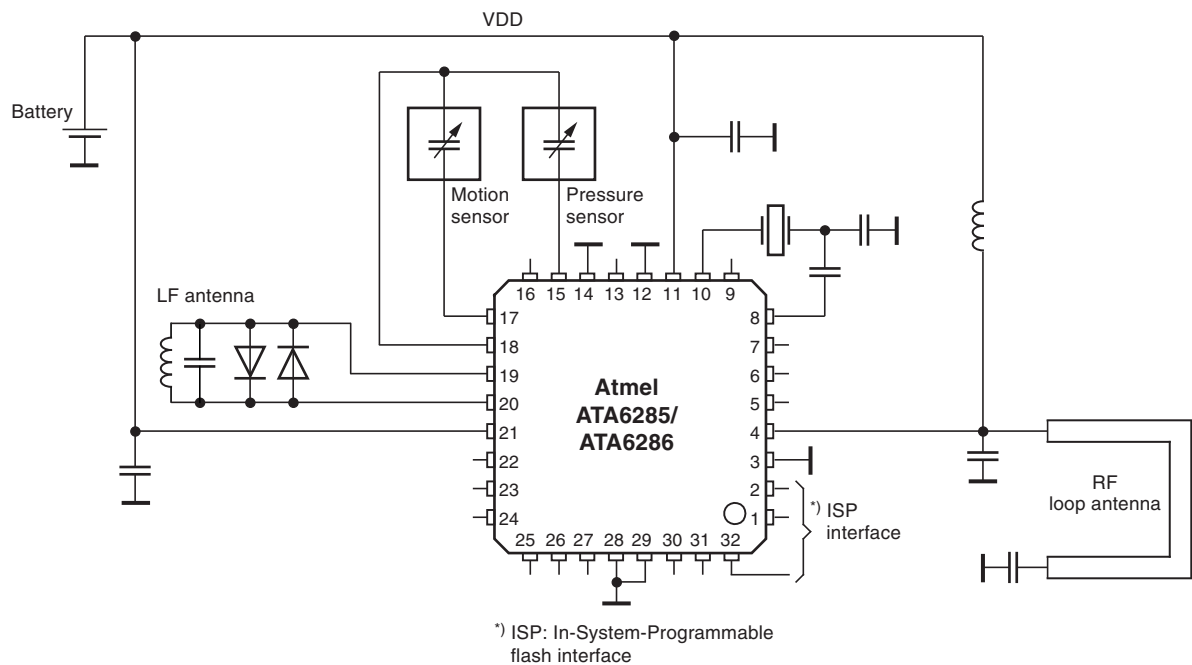 VDD
Battery
Motion
sensor
Pressure
sensor
LF antenna
16 15 14 13 12 11 10 9
17
18
19
20
21
22
23
24
8
7
6
5
4
3
2
1
Atmel
ATA6285/
ATA6286
25 26 27 28 29 30 31 32
*) ISP
interface
RF
loop antenna
*) ISP: In-System-Programmable
flash interface